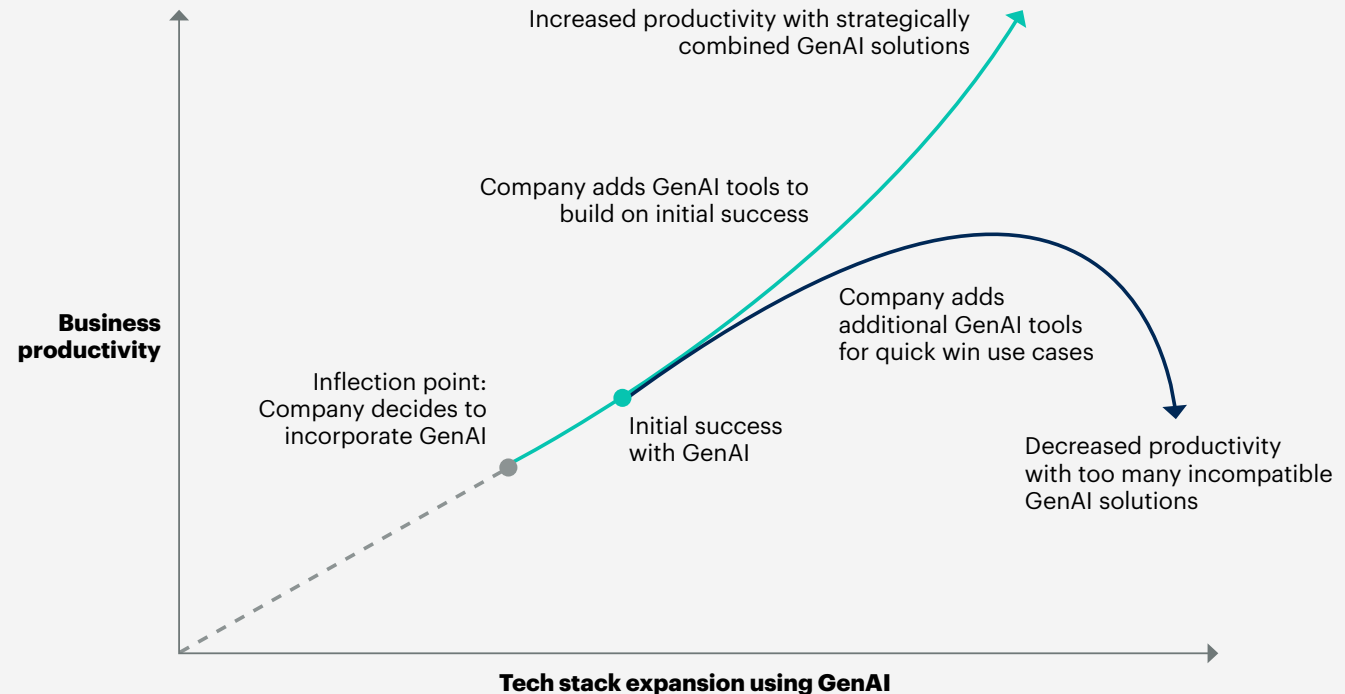 Increased productivity with strategically
combined GenAI solutions
Company adds GenAI tools to
build on initial success
Business
productivity
Company adds
additional GenAI tools
for quick win use cases
Inflection point:
Company decides to
incorporate GenAI
Initial success
with GenAI
Decreased productivity
with too many incompatible
GenAI solutions
Tech stack expansion using GenAI